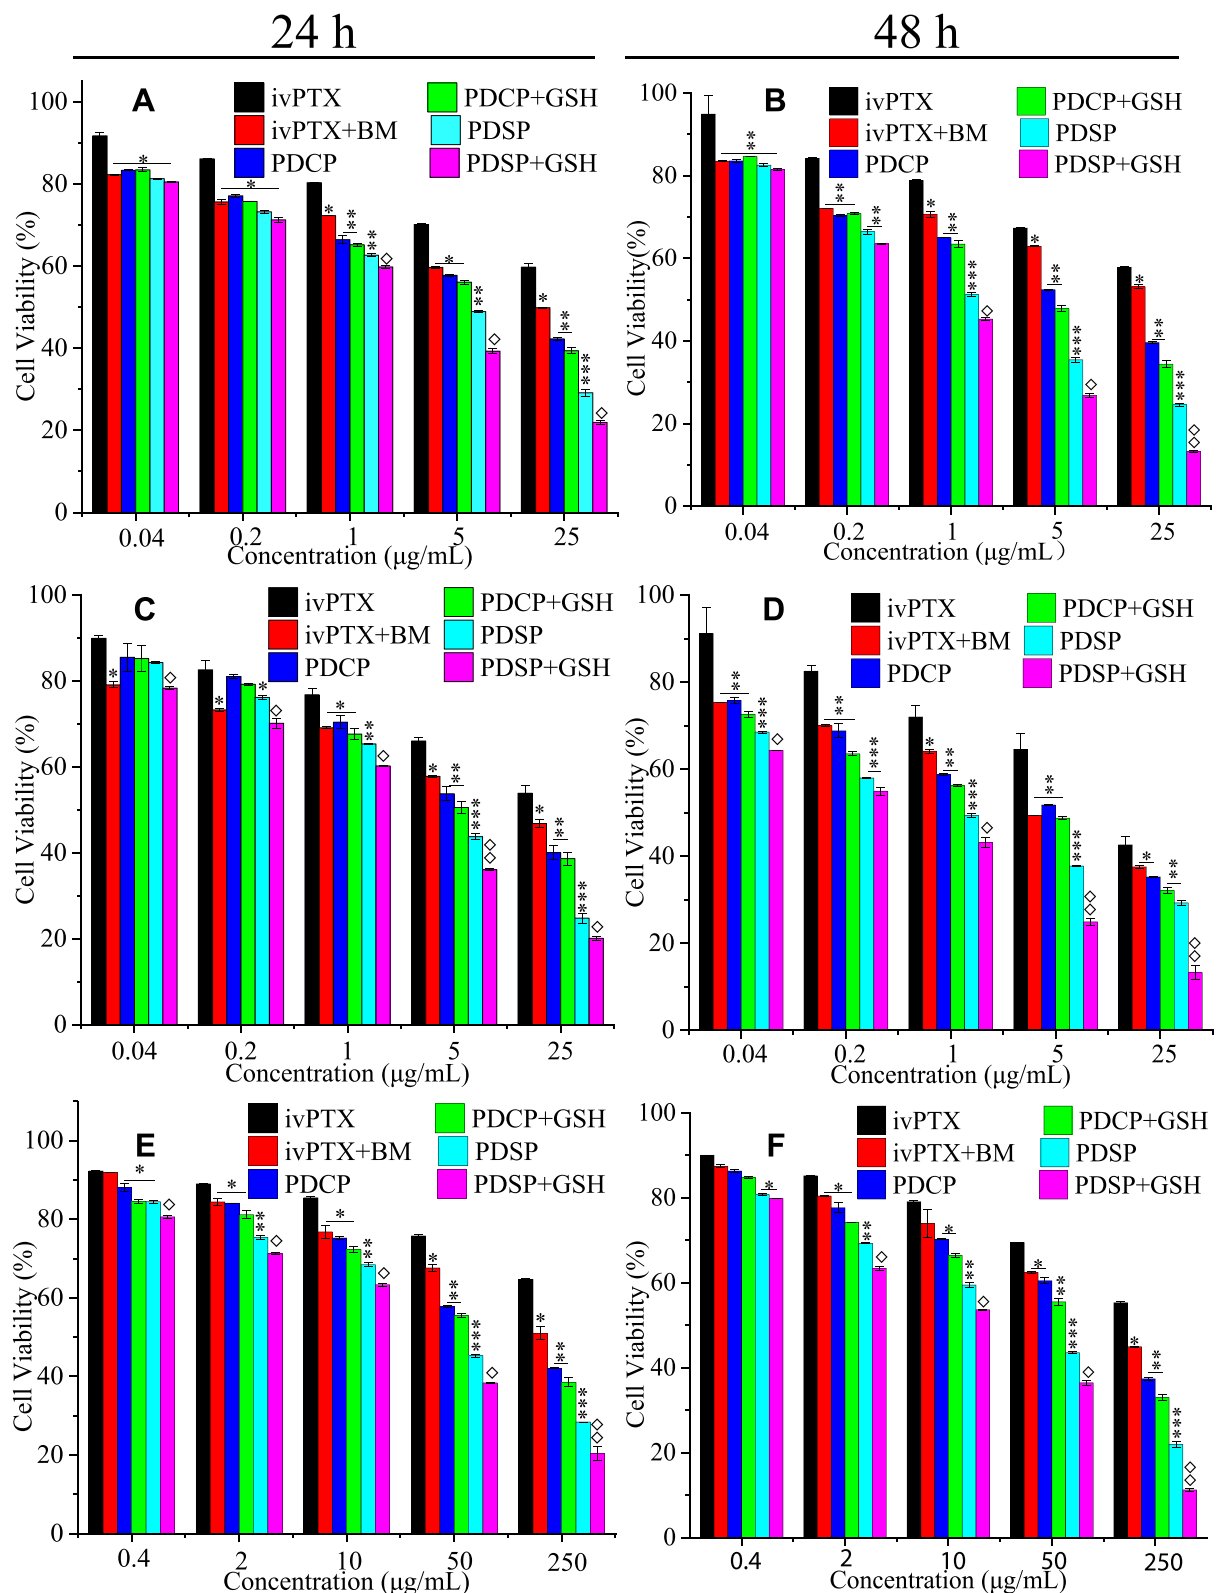 24 h
48 h
A
ivPTX
PDCP+GSH
ivPTX+BM
PDSP
PDCP
PDSP+GSH
100
80
60
40
20
0
Cell Viability (%)
* * * ** ** ◇ * ** ◇ * ** *** ◇
0.04 0.2 1 5 25
Concentration (μg/mL)
B
ivPTX
PDCP+GSH
ivPTX+BM
PDSP
PDCP
PDSP+GSH
100
80
60
40
20
0
Cell Viability(%)
** ** ** * ** *** ◇ * ** *** ◇ * ** *** ◇◇
0.04 0.2 1 5 25
Concentration (μg/mL)
C
ivPTX
PDCP+GSH
ivPTX+BM
PDSP
PDCP
PDSP+GSH
100
80
60
40
20
0
Cell Viability (%)
* ◇ * * ◇ * ** ◇ * ** *** ◇◇ * ** *** ◇
0.04 0.2 1 5 25
Concentration (μg/mL)
D
ivPTX
PDCP+GSH
ivPTX+BM
PDSP
PDCP
PDSP+GSH
100
80
60
40
20
0
Cell Viability (%)
** *** ◇ ** *** * ** *** ◇ ** *** ◇◇ * ** ◇◇
0.04 0.2 1 5 25
Concentration (μg/mL)
E
ivPTX
PDCP+GSH
ivPTX+BM
PDSP
PDCP
PDSP+GSH
100
80
60
40
20
0
Cell Viability (%)
* ◇ * ** ◇ * ** ◇ * ** *** ◇ * ** *** ◇◇
0.4 2 10 50 250
Concentration (μg/mL)
F
ivPTX
PDCP+GSH
ivPTX+BM
PDSP
PDCP
PDSP+GSH
100
80
60
40
20
0
Cell Viability (%)
* * ** ◇ * ** ◇ * ** *** ◇ * ** *** ◇◇
0.4 2 10 50 250
Concentration (μg/mL)